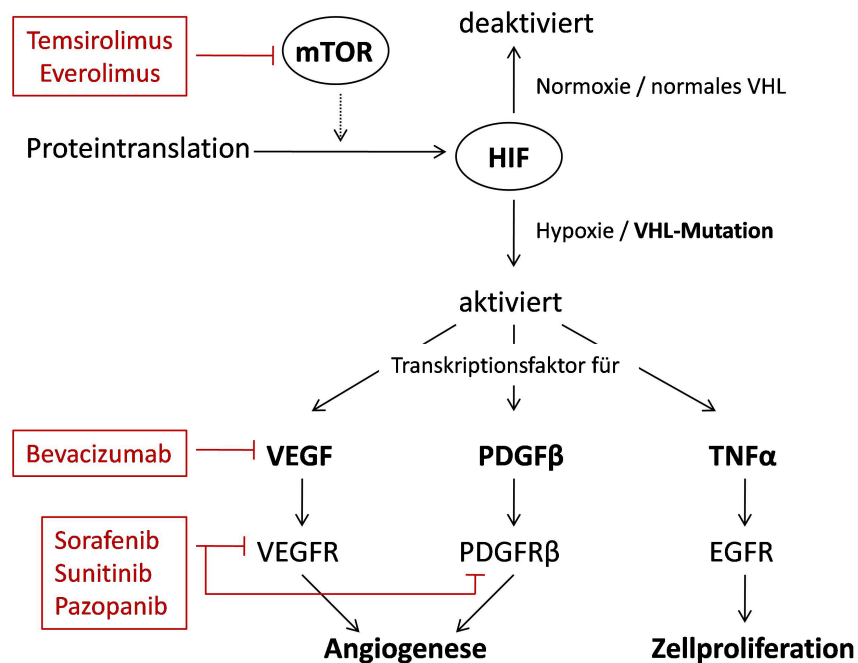 deaktiviert
Temsirolimus
Everolimus
mTOR
Normoxie / normales VHL
Proteintranslation
HIF
Hypoxie / VHL-Mutation
aktiviert
Transkriptionsfaktor für
Bevacizumab
VEGF
PDGFβ
TNFα
Sorafenib
Sunitinib
Pazopanib
VEGFR
PDGFRβ
EGFR
Angiogenese
Zellproliferation